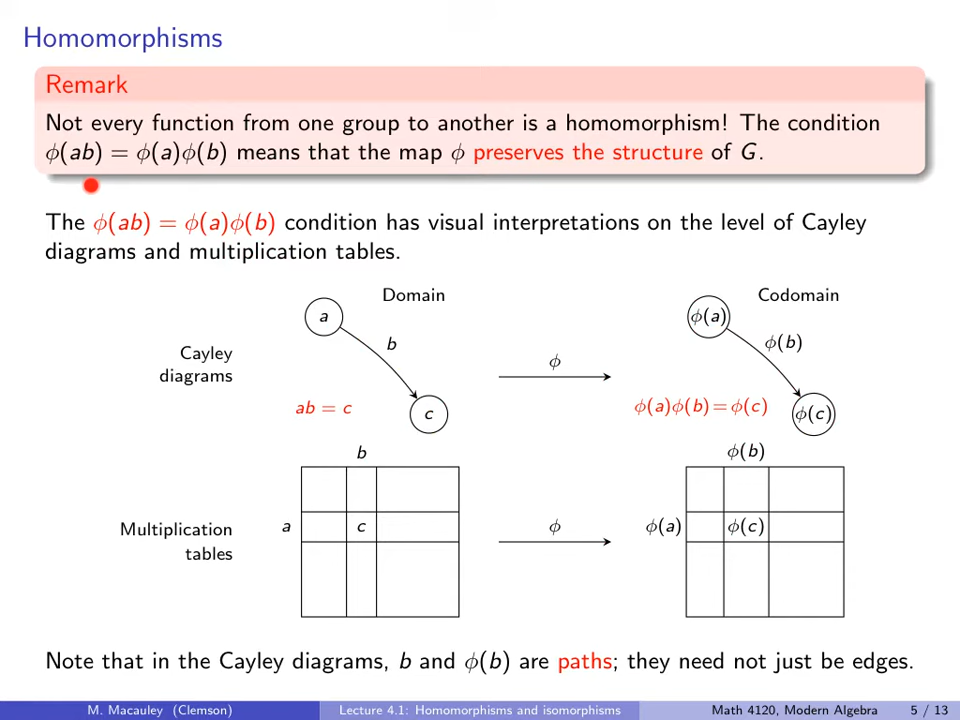 Homomorphisms
Remark
Not every function from one group to another is a homomorphism! The condition
ϕ(ab) = ϕ(a)ϕ(b) means that the map ϕ preserves the structure of G.
The ϕ(ab) = ϕ(a)ϕ(b) condition has visual interpretations on the level of Cayley
diagrams and multiplication tables.
Domain
Codomain
a
ϕ(a)
b
ϕ(b)
Cayley
diagrams
ϕ
ab = c
c
ϕ(a)ϕ(b)=ϕ(c)
ϕ(c)
b
ϕ(b)
Multiplication
tables
a
c
ϕ
ϕ(a)
ϕ(c)
Note that in the Cayley diagrams, b and ϕ(b) are paths; they need not just be edges.
M. Macauley (Clemson)
Lecture 4.1: Homomorphisms and isomorphisms
Math 4120, Modern Algebra
5 / 13